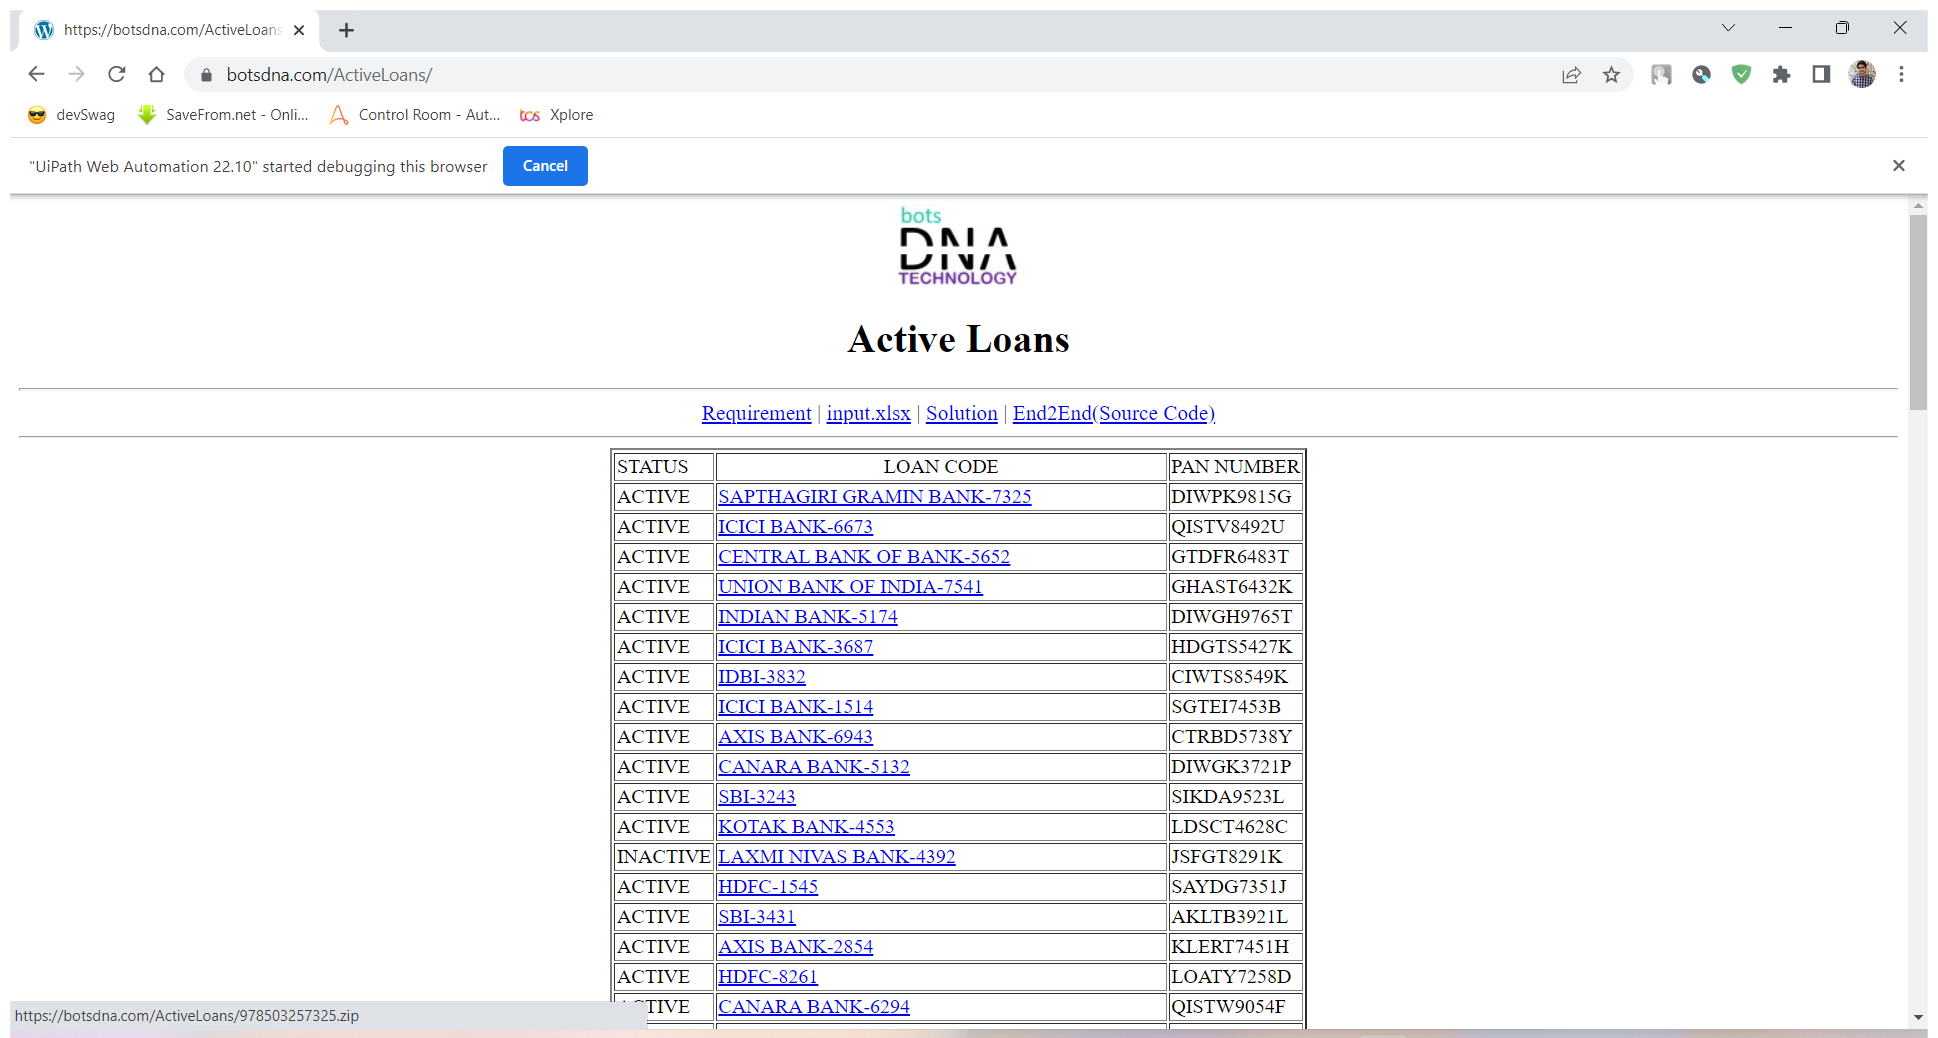 https://botsdna.com/ActiveLoans
botsdna.com/ActiveLoans/
devSwag SaveFrom.net - Onli... Control Room - Aut... tcs Xplore
"UiPath Web Automation 22.10" started debugging this browser Cancel
bots
DNA
TECHNOLOGY
Active Loans
Requirement | input.xlsx | Solution | End2End(Source Code)
STATUS LOAN CODE PAN NUMBER
ACTIVE SAPTHAGIRI GRAMIN BANK-7325 DIWPK9815G
ACTIVE ICICI BANK-6673 QISTV8492U
ACTIVE CENTRAL BANK OF BANK-5652 GTDFR6483T
ACTIVE UNION BANK OF INDIA-7541 GHAST6432K
ACTIVE INDIAN BANK-5174 DIWGH9765T
ACTIVE ICICI BANK-3687 HDGTS5427K
ACTIVE IDBI-3832 CIWTS8549K
ACTIVE ICICI BANK-1514 SGTEI7453B
ACTIVE AXIS BANK-6943 CTRBD5738Y
ACTIVE CANARA BANK-5132 DIWGK3721P
ACTIVE SBI-3243 SIKDA9523L
ACTIVE KOTAK BANK-4553 LDSCT4628C
INACTIVE LAXMI NIVAS BANK-4392 JSFGT8291K
ACTIVE HDFC-1545 SAYDG7351J
ACTIVE SBI-3431 AKLTB3921L
ACTIVE AXIS BANK-2854 KLERT7451H
ACTIVE HDFC-8261 LOATY7258D
ACTIVE CANARA BANK-6294 QISTW9054F
https://botsdna.com/ActiveLoans/978503257325.zip